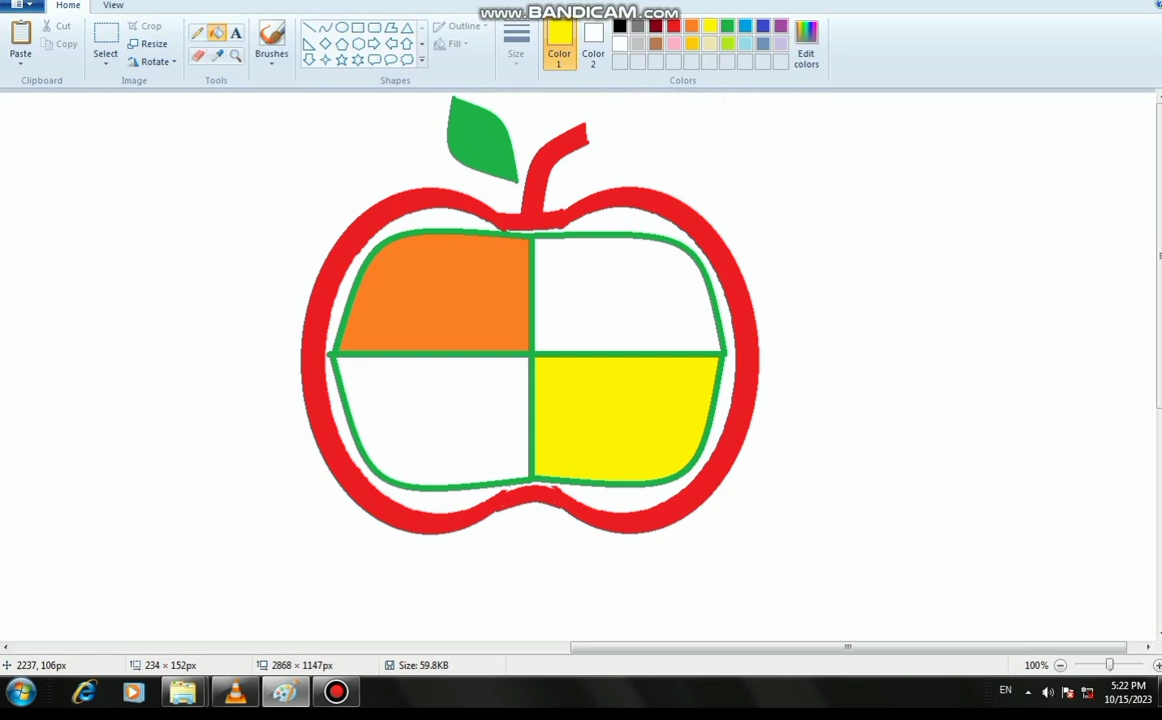 Home View
www.BANDICAM.com
Paste
Cut
Copy
Clipboard
Select
Crop
Resize
Rotate
Image
A
Tools
Brushes
Shapes
Outline
Fill
Size
Color
1
Color
2
Colors
Edit
colors
2237, 106px
234 × 152px
2868 × 1147px
Size: 59.8KB
100%
EN
5:22 PM
10/15/2023